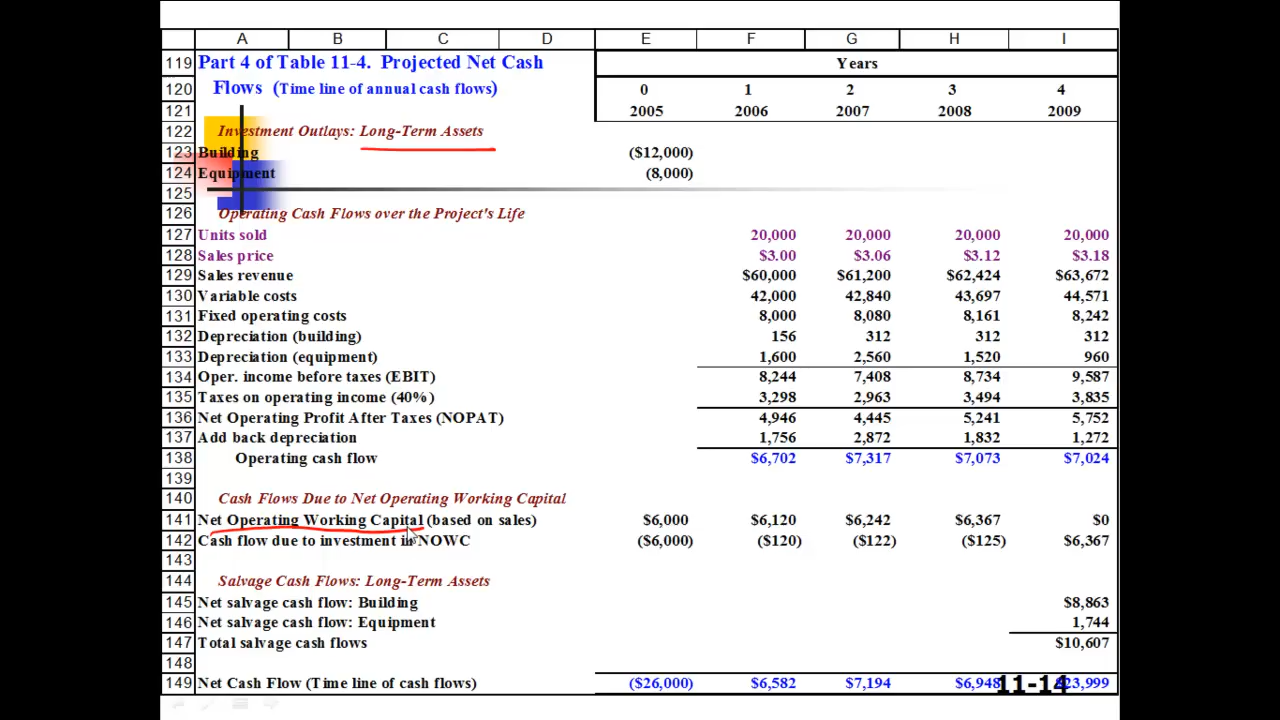 A B C D E F G H I
119 Part 4 of Table 11-4. Projected Net Cash Years
120 Flows (Time line of annual cash flows) 0 1 2 3 4
121 2005 2006 2007 2008 2009
122 Investment Outlays: Long-Term Assets
123 Building ($12,000)
124 Equipment (8,000)
125
126 Operating Cash Flows over the Project's Life
127 Units sold 20,000 20,000 20,000 20,000
128 Sales price $3.00 $3.06 $3.12 $3.18
129 Sales revenue $60,000 $61,200 $62,424 $63,672
130 Variable costs 42,000 42,840 43,697 44,571
131 Fixed operating costs 8,000 8,080 8,161 8,242
132 Depreciation (building) 156 312 312 312
133 Depreciation (equipment) 1,600 2,560 1,520 960
134 Oper. income before taxes (EBIT) 8,244 7,408 8,734 9,587
135 Taxes on operating income (40%) 3,298 2,963 3,494 3,835
136 Net Operating Profit After Taxes (NOPAT) 4,946 4,445 5,241 5,752
137 Add back depreciation 1,756 2,872 1,832 1,272
138 Operating cash flow $6,702 $7,317 $7,073 $7,024
139
140 Cash Flows Due to Net Operating Working Capital
141 Net Operating Working Capital (based on sales) $6,000 $6,120 $6,242 $6,367 $0
142 Cash flow due to investment in NOWC ($6,000) ($120) ($122) ($125) $6,367
143
144 Salvage Cash Flows: Long-Term Assets
145 Net salvage cash flow: Building $8,863
146 Net salvage cash flow: Equipment 1,744
147 Total salvage cash flows $10,607
148
149 Net Cash Flow (Time line of cash flows) ($26,000) $6,582 $7,194 $6,948 $23,999
11-14